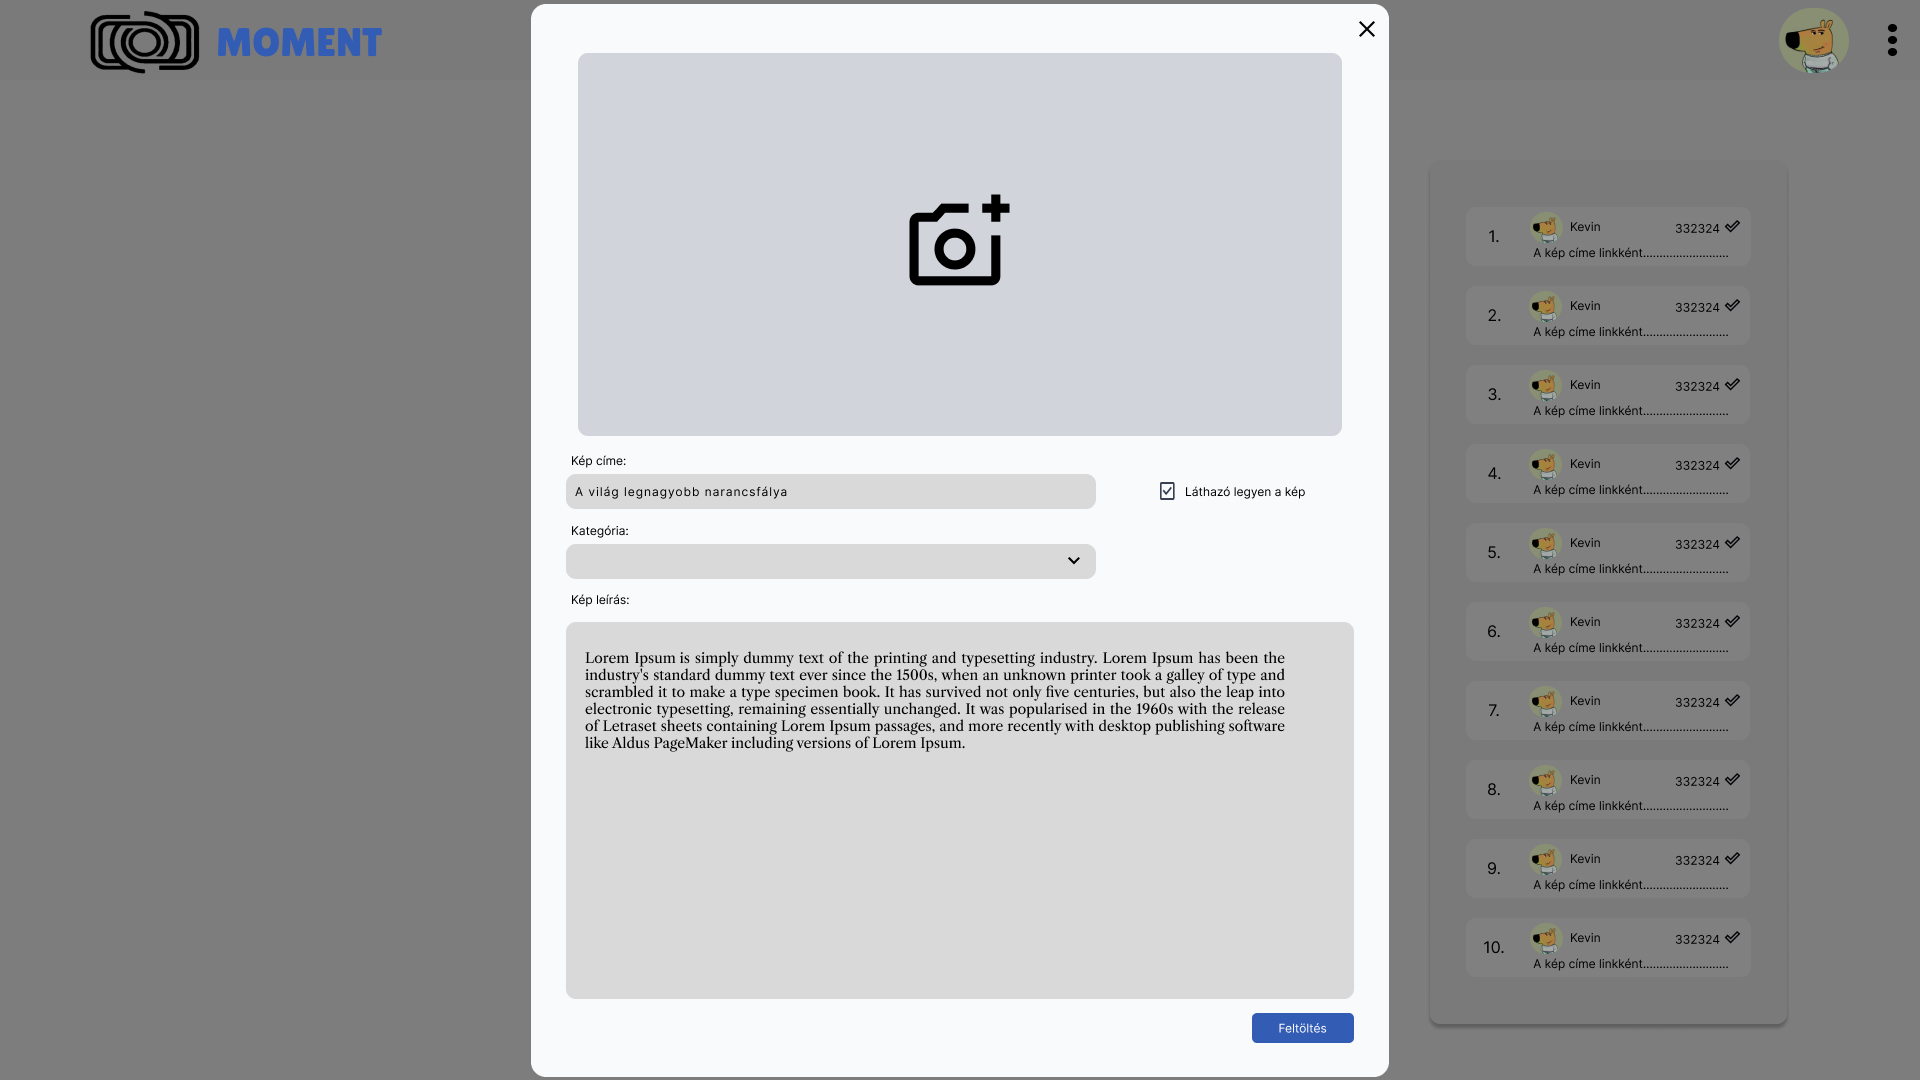 MOMENT
Kép címe:
A világ legnagyobb narancsfálya
Láthazó legyen a kép
Kategória:
Kép leírás:
Lorem Ipsum is simply dummy text of the printing and typesetting industry. Lorem Ipsum has been the
industry's standard dummy text ever since the 1500s, when an unknown printer took a galley of type and
scrambled it to make a type specimen book. It has survived not only five centuries, but also the leap into
electronic typesetting, remaining essentially unchanged. It was popularised in the 1960s with the release
of Letraset sheets containing Lorem Ipsum passages, and more recently with desktop publishing software
like Aldus PageMaker including versions of Lorem Ipsum.
Feltöltés
1. Kevin 332324
A kép címe linkként..........................
2. Kevin 332324
A kép címe linkként..........................
3. Kevin 332324
A kép címe linkként..........................
4. Kevin 332324
A kép címe linkként..........................
5. Kevin 332324
A kép címe linkként..........................
6. Kevin 332324
A kép címe linkként..........................
7. Kevin 332324
A kép címe linkként..........................
8. Kevin 332324
A kép címe linkként..........................
9. Kevin 332324
A kép címe linkként..........................
10. Kevin 332324
A kép címe linkként..........................